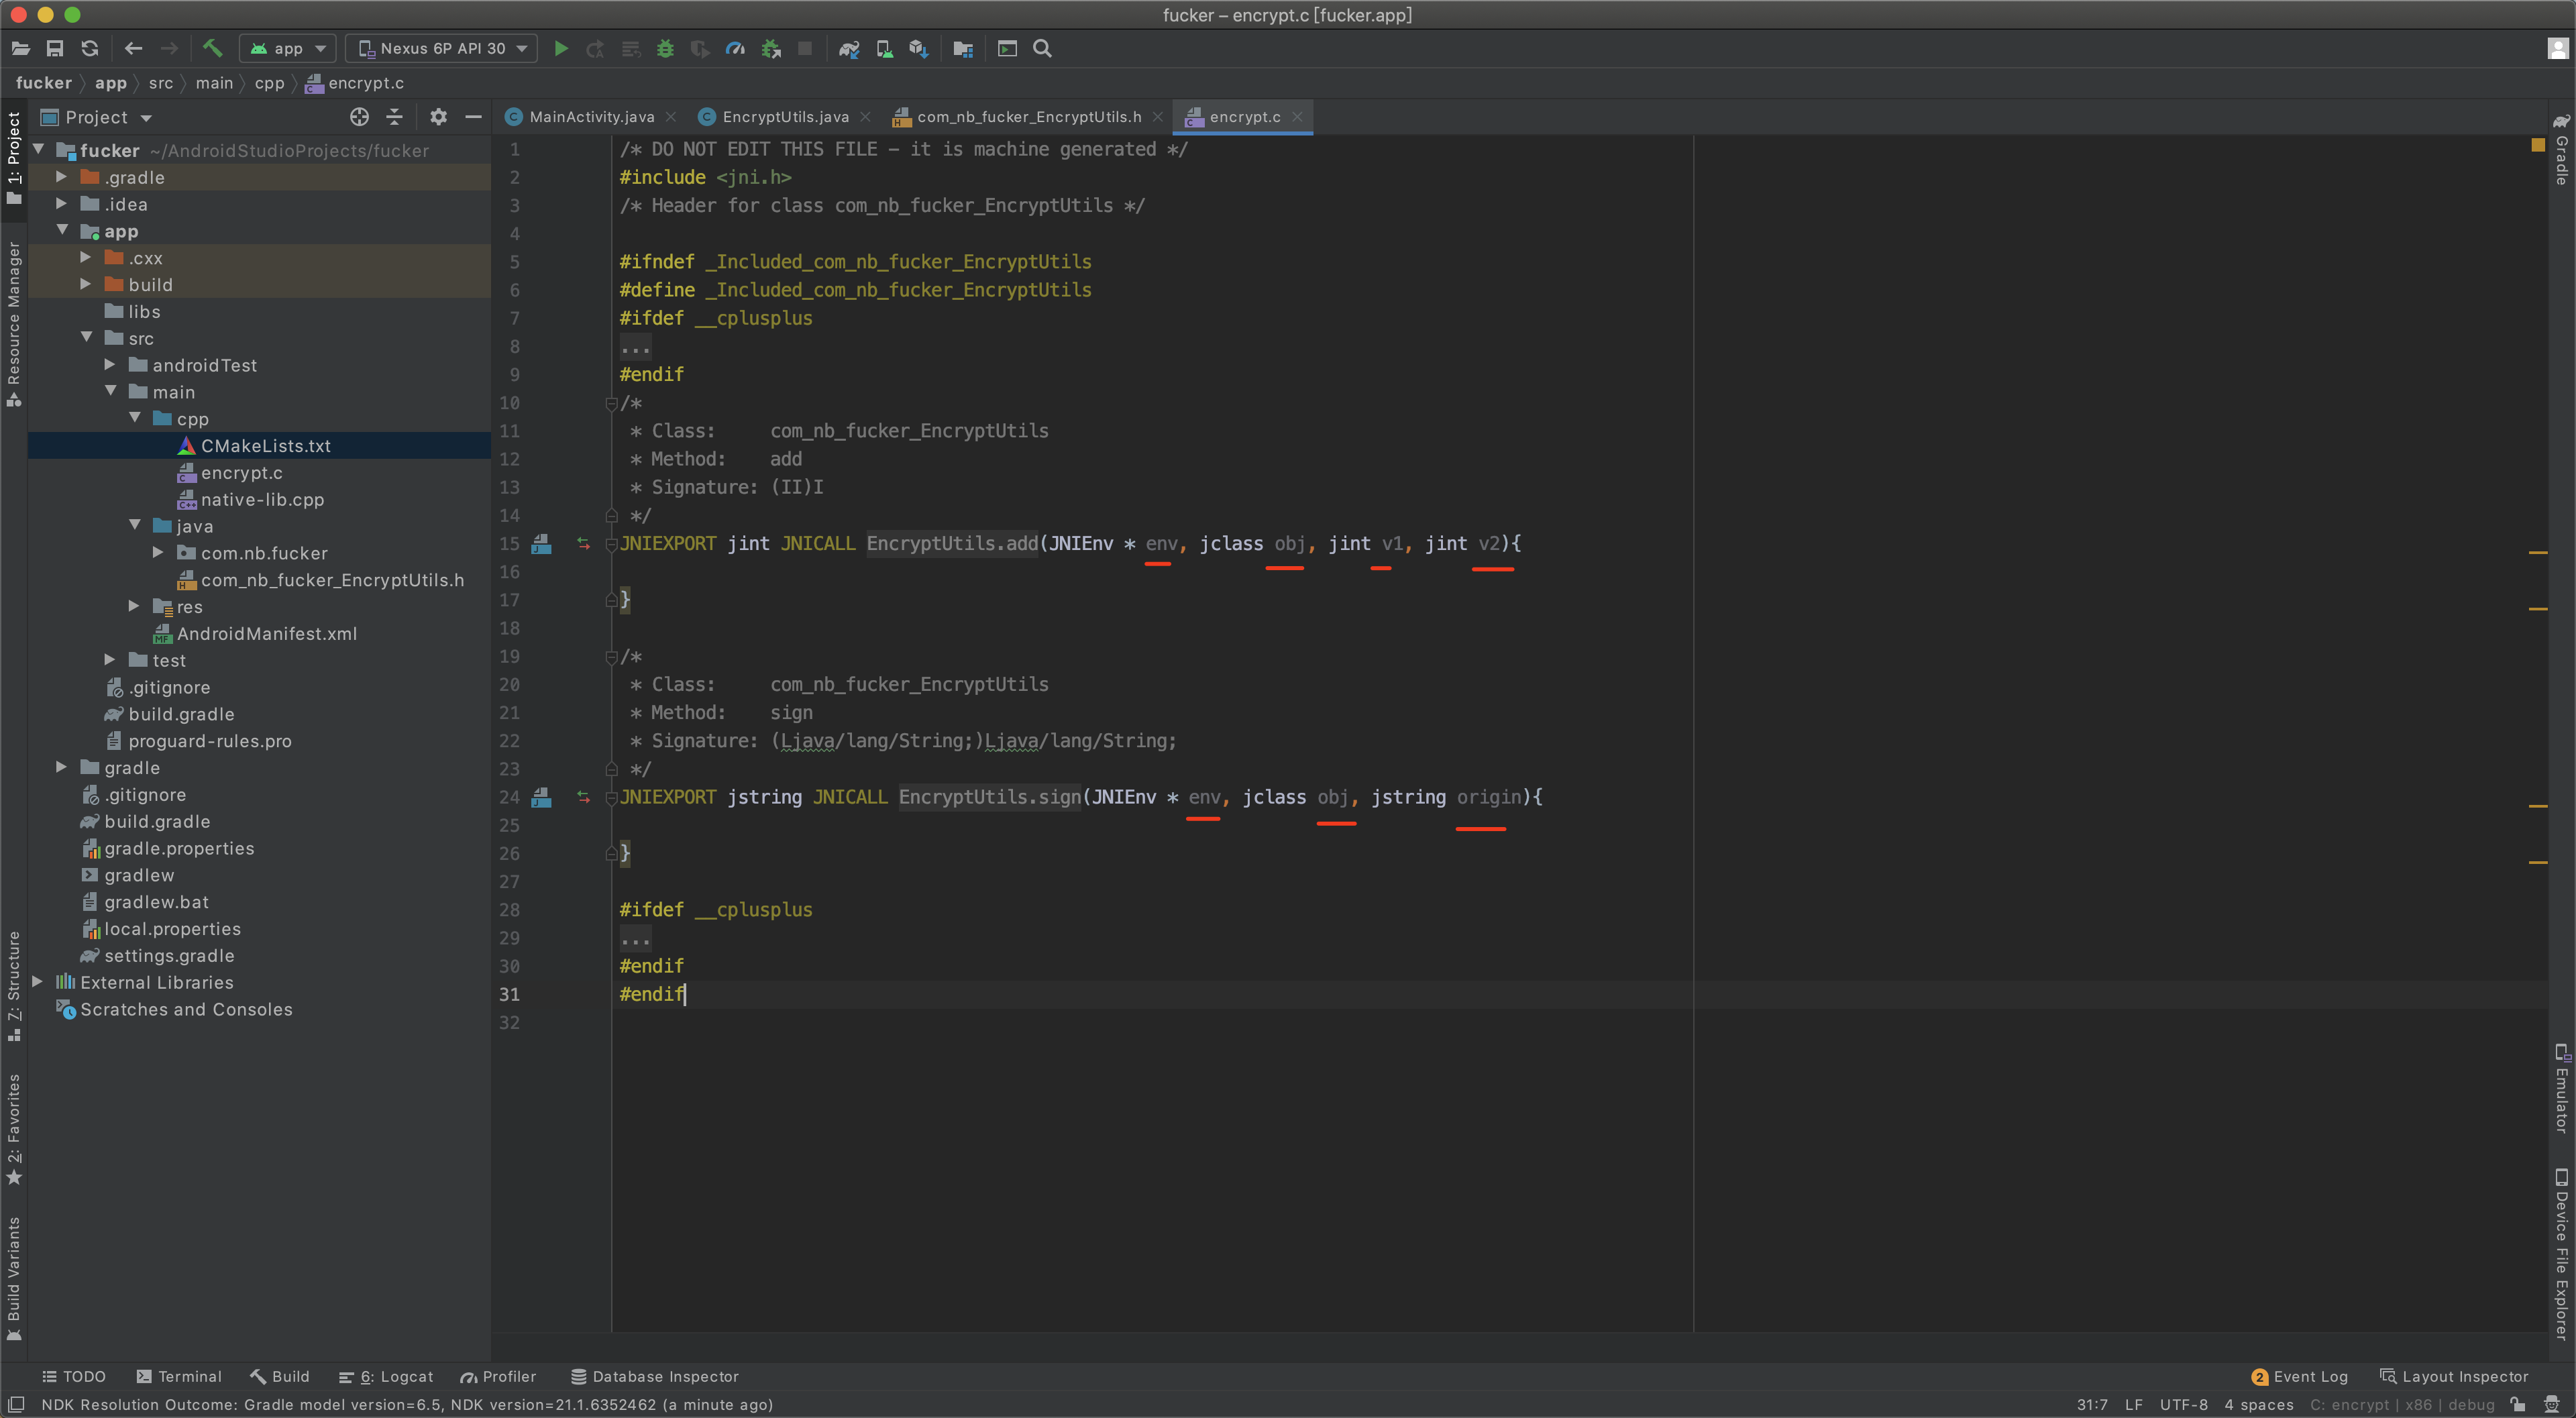 fucker – encrypt.c [fucker.app]
app
Nexus 6P API 30
fucker app src main cpp encrypt.c
Project
MainActivity.java
EncryptUtils.java
com_nb_fucker_EncryptUtils.h
encrypt.c
1: Project
Resource Manager
7: Structure
2: Favorites
Build Variants
fucker ~/AndroidStudioProjects/fucker
.gradle
.idea
app
.cxx
build
libs
src
androidTest
main
cpp
CMakeLists.txt
encrypt.c
native-lib.cpp
java
com.nb.fucker
com_nb_fucker_EncryptUtils.h
res
AndroidManifest.xml
test
.gitignore
build.gradle
proguard-rules.pro
gradle
.gitignore
build.gradle
gradle.properties
gradlew
gradlew.bat
local.properties
settings.gradle
External Libraries
Scratches and Consoles
1 /* DO NOT EDIT THIS FILE - it is machine generated */
2 #include <jni.h>
3 /* Header for class com_nb_fucker_EncryptUtils */
4
5 #ifndef _Included_com_nb_fucker_EncryptUtils
6 #define _Included_com_nb_fucker_EncryptUtils
7 #ifdef __cplusplus
8 ...
9 #endif
10 /*
11 * Class: com_nb_fucker_EncryptUtils
12 * Method: add
13 * Signature: (II)I
14 */
15 JNIEXPORT jint JNICALL EncryptUtils.add(JNIEnv * env, jclass obj, jint v1, jint v2){
16
17 }
18
19 /*
20 * Class: com_nb_fucker_EncryptUtils
21 * Method: sign
22 * Signature: (Ljava/lang/String;)Ljava/lang/String;
23 */
24 JNIEXPORT jstring JNICALL EncryptUtils.sign(JNIEnv * env, jclass obj, jstring origin){
25
26 }
27
28 #ifdef __cplusplus
29 ...
30 #endif
31 #endif
32
Gradle
Emulator
Device File Explorer
TODO
Terminal
Build
6: Logcat
Profiler
Database Inspector
2 Event Log
Layout Inspector
NDK Resolution Outcome: Gradle model version=6.5, NDK version=21.1.6352462 (a minute ago)
31:7 LF UTF-8 4 spaces C: encrypt | x86 | debug